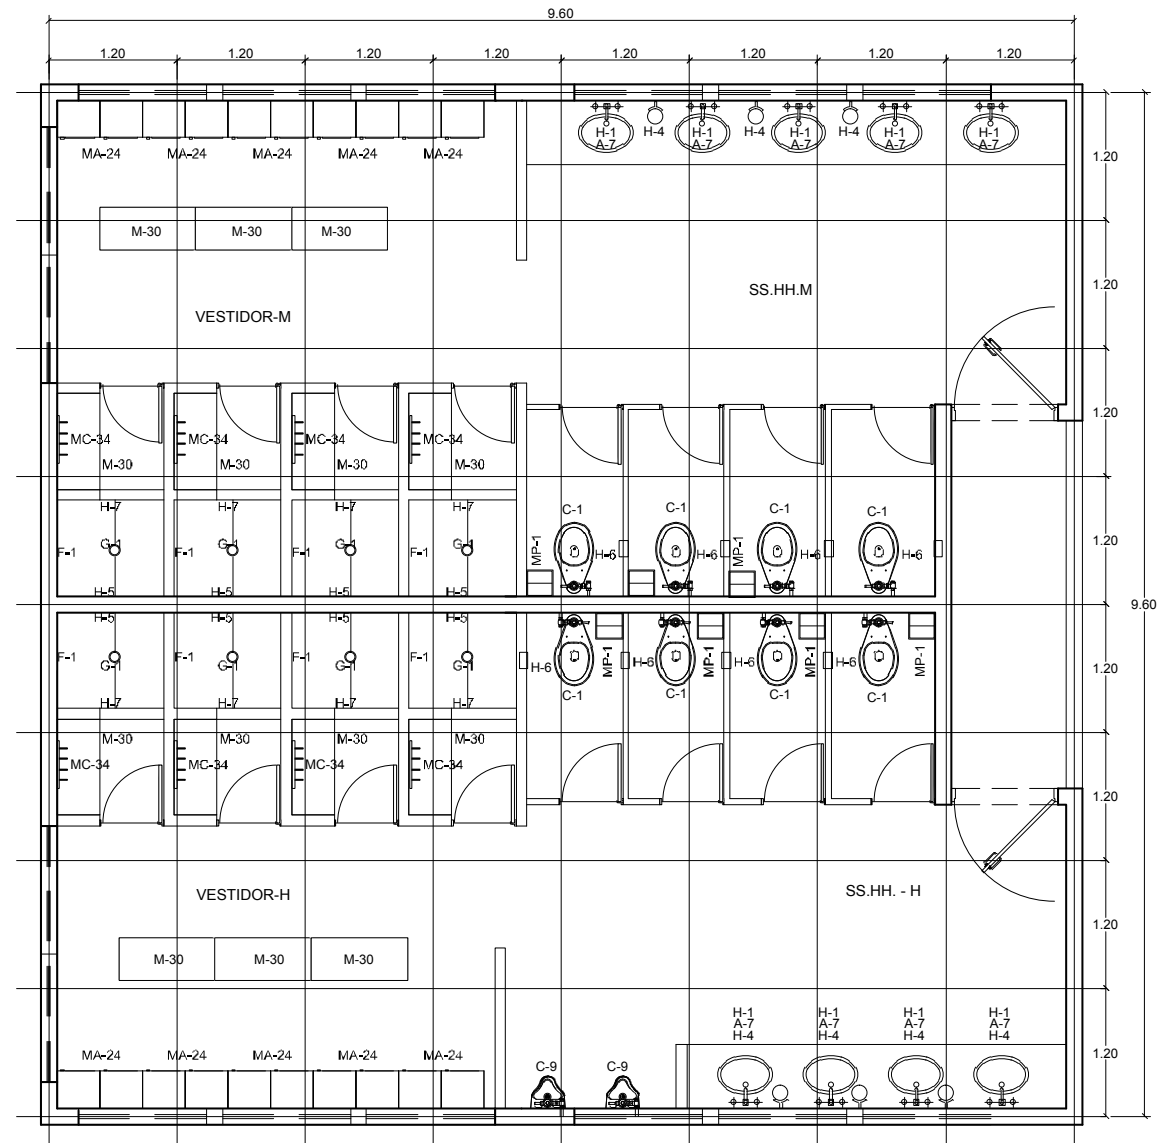 9.60
1.20 1.20 1.20 1.20 1.20 1.20 1.20 1.20
H-1 H-4 H-1 H-4 H-1 H-4 H-1 H-1
A-7 A-7 A-7 A-7 A-7
MA-24 MA-24 MA-24 MA-24 MA-24
1.20
M-30 M-30 M-30
1.20
SS.HH.M
VESTIDOR-M
1.20
MC-34 MC-34 MC-34 MC-34
M-30 M-30 M-30 M-30
H-7 H-7 H-7 H-7
C-1 C-1 C-1 C-1
1.20
F-1 G-1 F-1 G-1 F-1 G-1 F-1 G-1
MP-1 H-6 H-6 MP-1 H-6 H-6
H-5 H-5 H-5 H-5
9.60
H-5 H-5 H-5 H-5
F-1 G-1 F-1 G-1 F-1 G-1 F-1 G-1
H-6 MP-1 H-6 MP-1 H-6 MP-1 H-6 MP-1
1.20
C-1 C-1 C-1 C-1
H-7 H-7 H-7 H-7
M-30 M-30 M-30 M-30
MC-34 MC-34 MC-34 MC-34
1.20
VESTIDOR-H
SS.HH. - H
1.20
M-30 M-30 M-30
H-1 H-1 H-1 H-1
A-7 A-7 A-7 A-7
H-4 H-4 H-4 H-4
1.20
MA-24 MA-24 MA-24 MA-24 MA-24
C-9 C-9